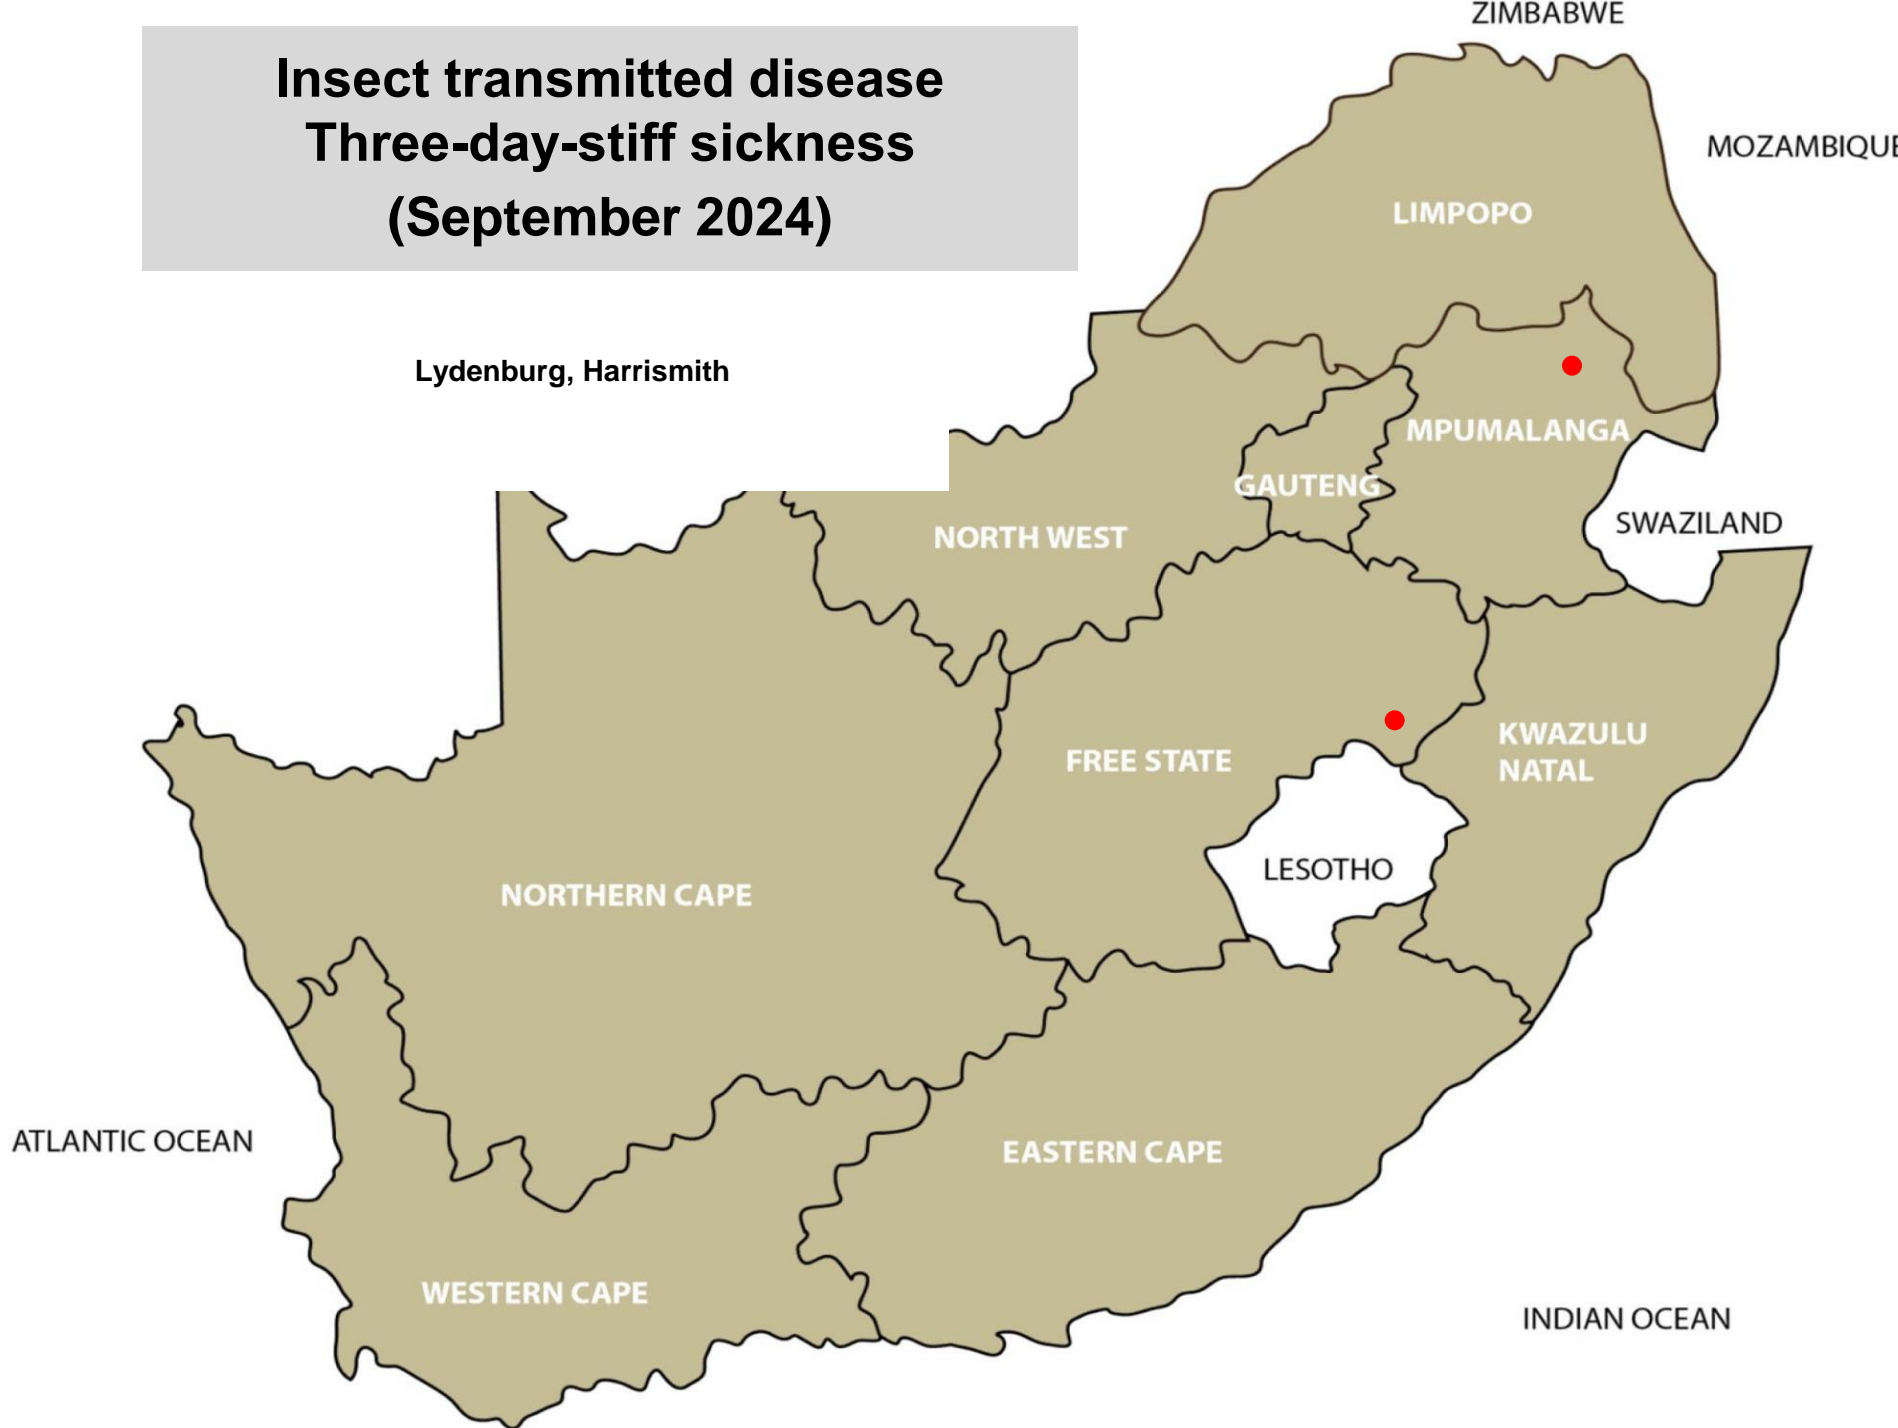 ZIMBABWE
Insect transmitted disease
Three-day-stiff sickness
(September 2024)
MOZAMBIQUE
LIMPOPO
Lydenburg, Harrismith
MPUMALANGA
GAUTENG
SWAZILAND
NORTH WEST
KWAZULU
NATAL
FREE STATE
LESOTHO
NORTHERN CAPE
ATLANTIC OCEAN
EASTERN CAPE
WESTERN CAPE
INDIAN OCEAN